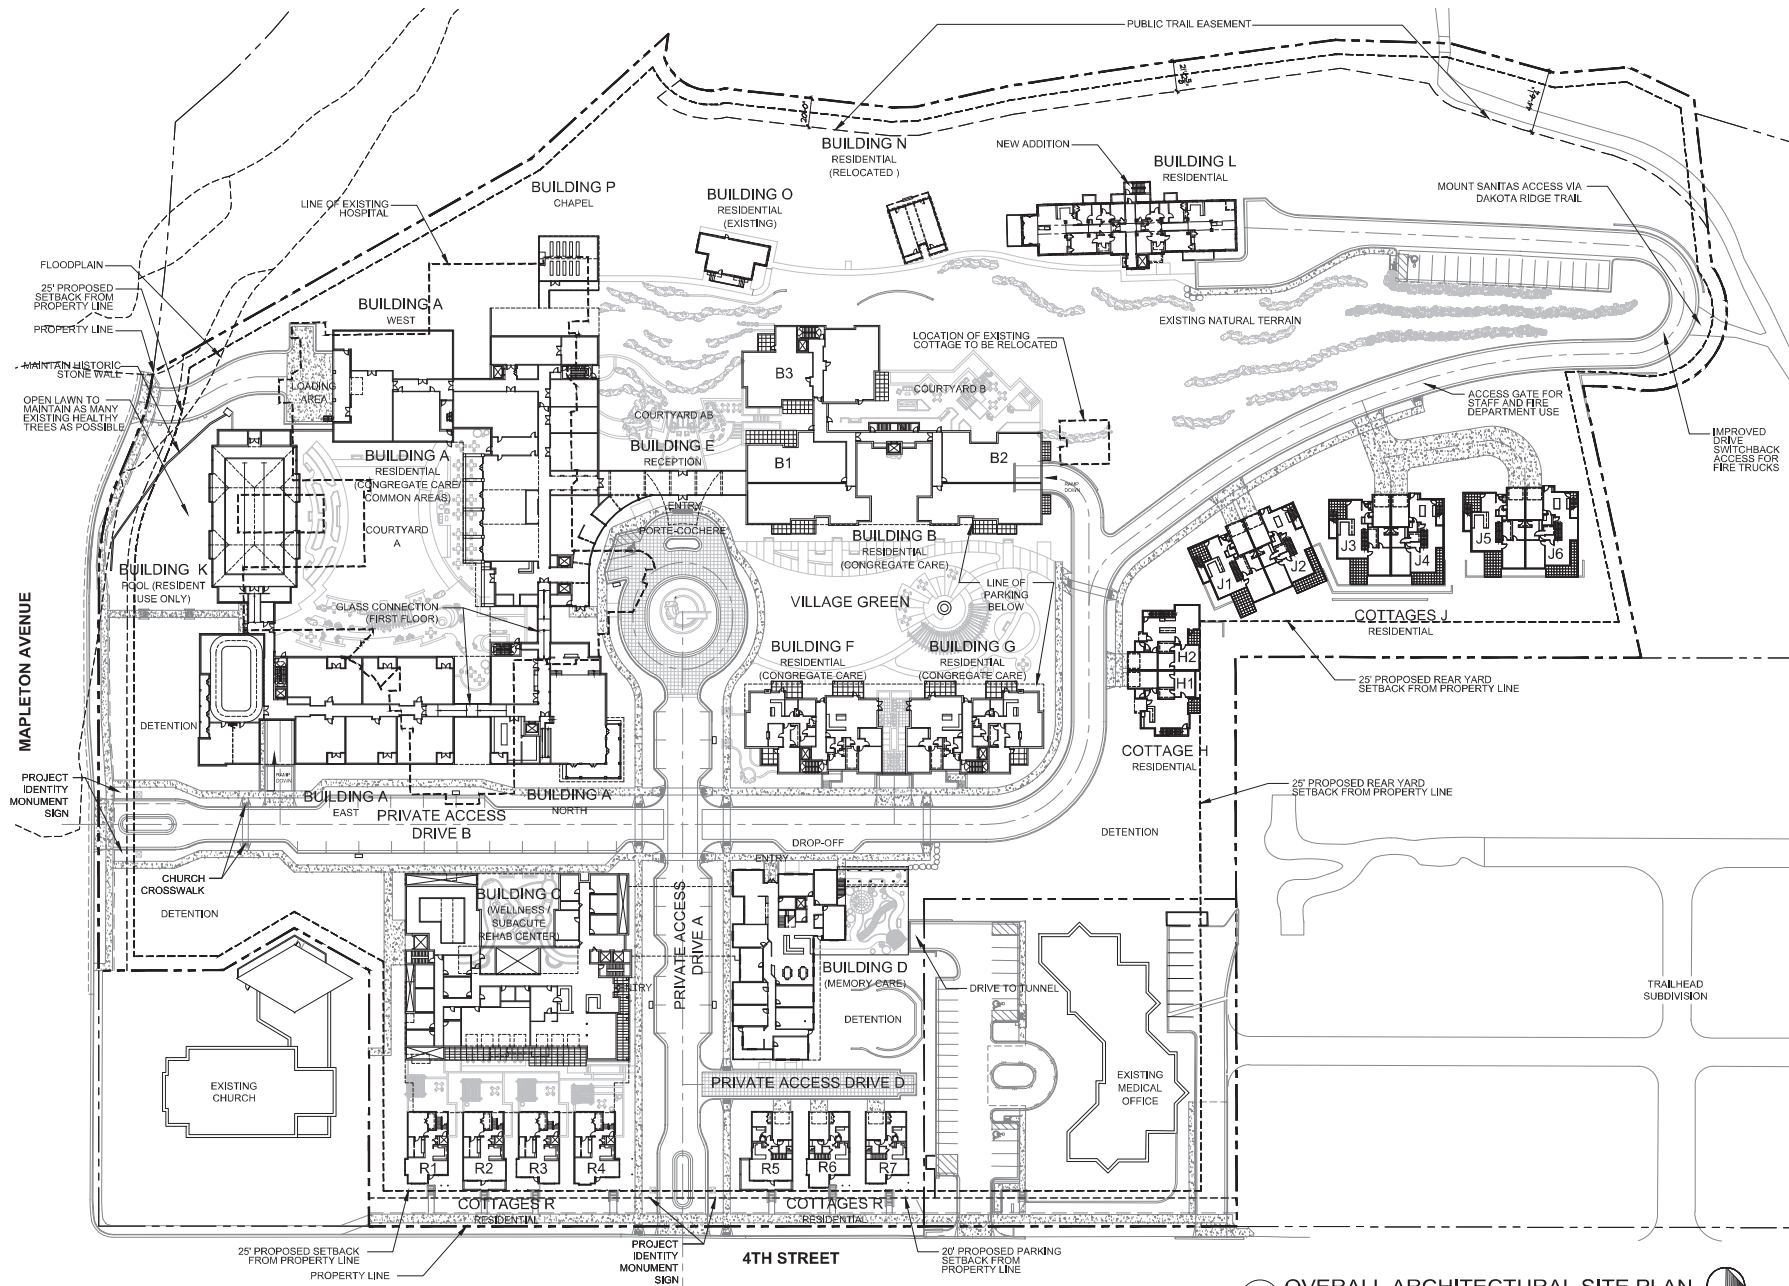 PUBLIC TRAIL EASEMENT
20'-0"
BUILDING N
RESIDENTIAL
(RELOCATED )
NEW ADDITION
BUILDING L
RESIDENTIAL
MOUNT SANITAS ACCESS VIA
DAKOTA RIDGE TRAIL
BUILDING P
CHAPEL
BUILDING O
RESIDENTIAL
(EXISTING)
LINE OF EXISTING
HOSPITAL
FLOODPLAIN
25' PROPOSED
SETBACK FROM
PROPERTY LINE
PROPERTY LINE
MAINTAIN HISTORIC
STONE WALL
OPEN LAWN TO
MAINTAIN AS MANY
EXISTING HEALTHY
TREES AS POSSIBLE
BUILDING A
WEST
LOADING
AREA
EXISTING NATURAL TERRAIN
LOCATION OF EXISTING
COTTAGE TO BE RELOCATED
B3
COURTYARD B
COURTYARD AB
ACCESS GATE FOR
STAFF AND FIRE
DEPARTMENT USE
IMPROVED
DRIVE
SWITCHBACK
ACCESS FOR
FIRE TRUCKS
BUILDING A
RESIDENTIAL
(CONGREGATE CARE/
COMMON AREAS)
BUILDING E
RECEPTION
B1
B2
RAMP
DOWN
ENTRY
PORTE-COCHERE
COURTYARD
A
BUILDING B
RESIDENTIAL
(CONGREGATE CARE)
BUILDING K
POOL (RESIDENT
USE ONLY)
J1
J2
J3
J4
J5
J6
COTTAGES J
RESIDENTIAL
LINE OF
PARKING
BELOW
VILLAGE GREEN
GLASS CONNECTION
(FIRST FLOOR)
MAPLETON AVENUE
BUILDING F
RESIDENTIAL
(CONGREGATE CARE)
BUILDING G
RESIDENTIAL
(CONGREGATE CARE)
H2
H1
25' PROPOSED REAR YARD
SETBACK FROM PROPERTY LINE
DETENTION
COTTAGE H
RESIDENTIAL
PROJECT
IDENTITY
MONUMENT
SIGN
RAMP
DOWN
BUILDING A
EAST
PRIVATE ACCESS
DRIVE B
BUILDING A
NORTH
25' PROPOSED REAR YARD
SETBACK FROM PROPERTY LINE
DETENTION
DROP-OFF
ENTRY
CHURCH
CROSSWALK
DETENTION
BUILDING C
(WELLNESS /
SUBACUTE
REHAB CENTER)
PRIVATE ACCESS
DRIVE A
ENTRY
BUILDING D
(MEMORY CARE)
DRIVE TO TUNNEL
DETENTION
TRAILHEAD
SUBDIVISION
EXISTING
CHURCH
PRIVATE ACCESS DRIVE D
EXISTING
MEDICAL
OFFICE
R1
R2
R3
R4
R5
R6
R7
COTTAGES R
RESIDENTIAL
COTTAGES R
RESIDENTIAL
25' PROPOSED SETBACK
FROM PROPERTY LINE
PROPERTY LINE
PROJECT
IDENTITY
MONUMENT
SIGN
4TH STREET
20' PROPOSED PARKING
SETBACK FROM
PROPERTY LINE
OVERALL ARCHITECTURAL SITE PLAN